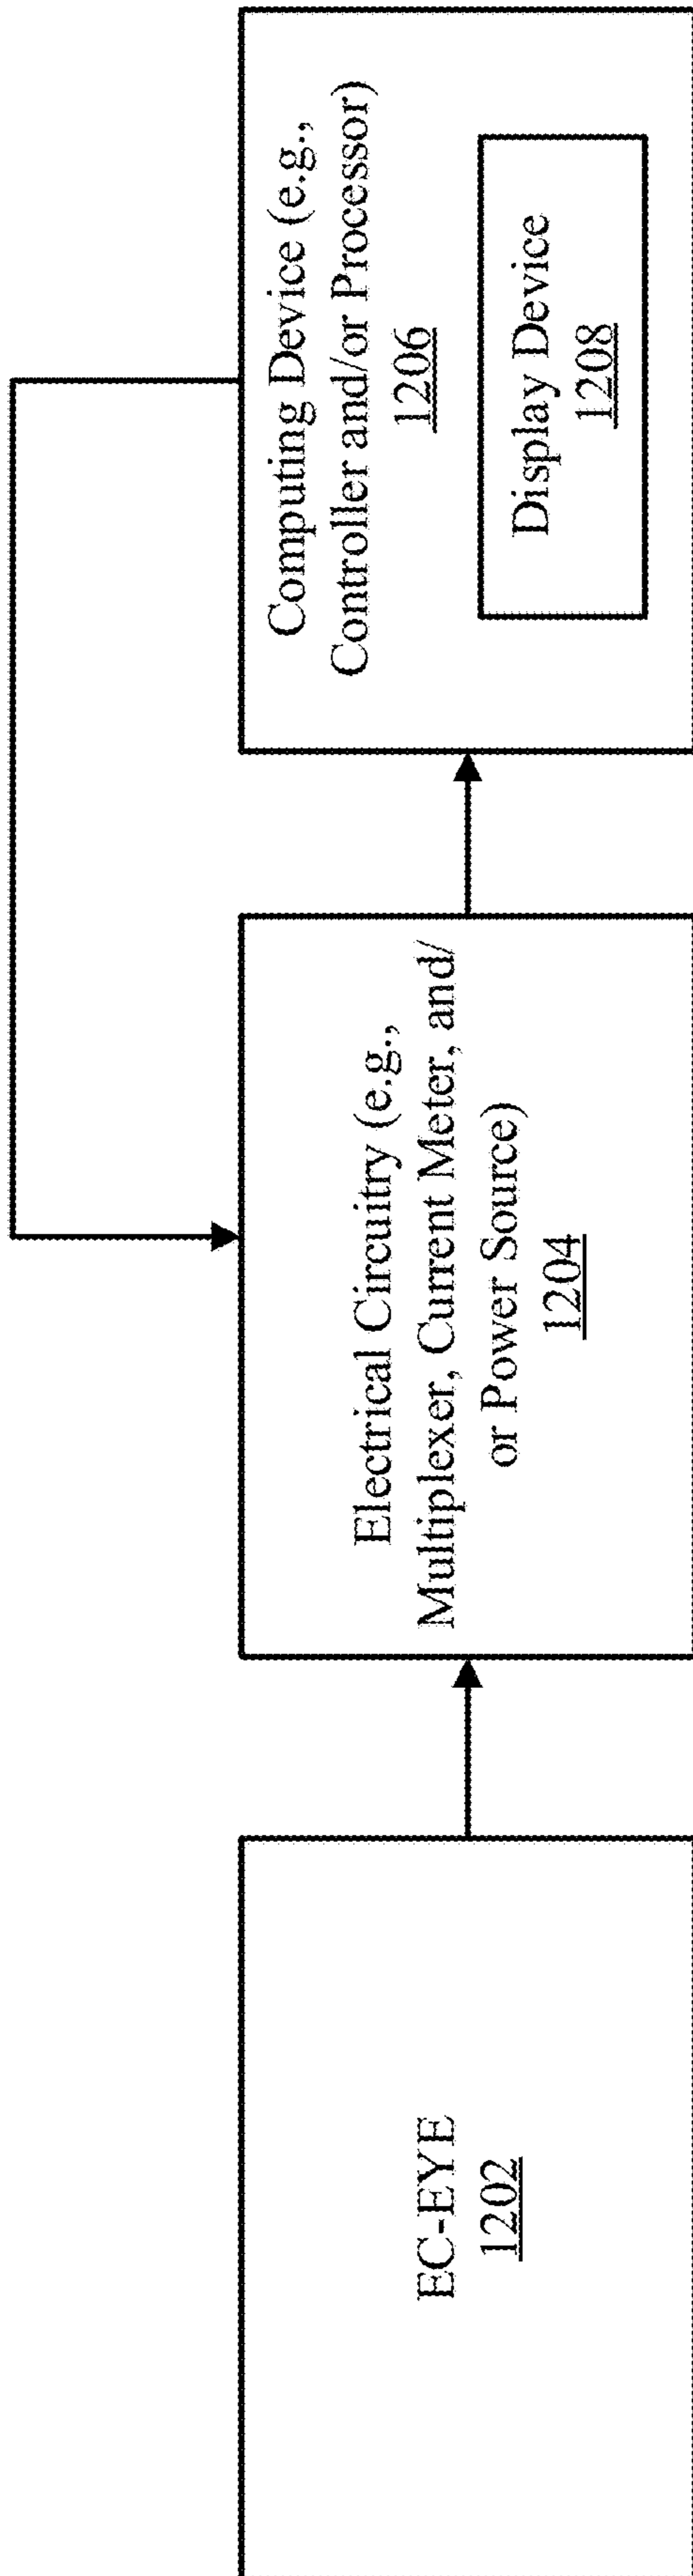 EC-EYE
1202
Electrical Circuitry (e.g.,
Multiplexer, Current Meter, and/
or Power Source)
1204
Computing Device (e.g.,
Controller and/or Processor)
1206
Display Device
1208